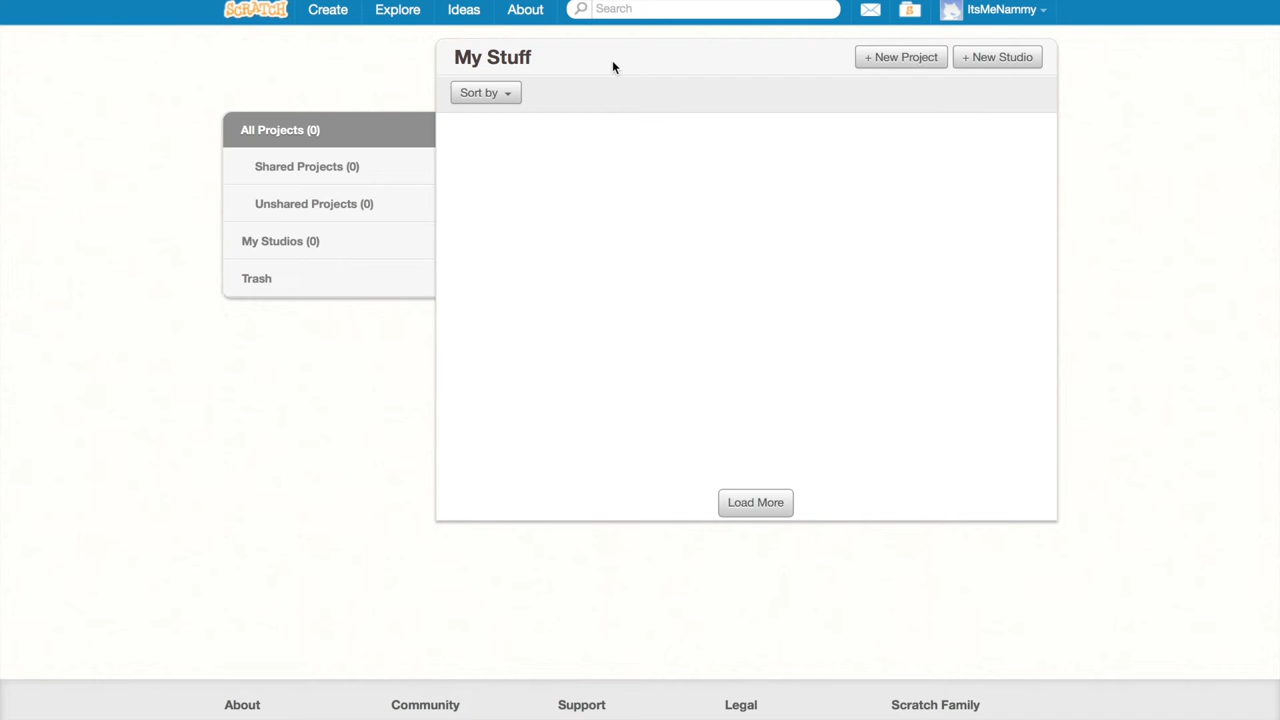 SCRATCH Create Explore Ideas About Search ItsMeNammy
My Stuff + New Project + New Studio
Sort by
All Projects (0)
Shared Projects (0)
Unshared Projects (0)
My Studios (0)
Trash
Load More
About Community Support Legal Scratch Family